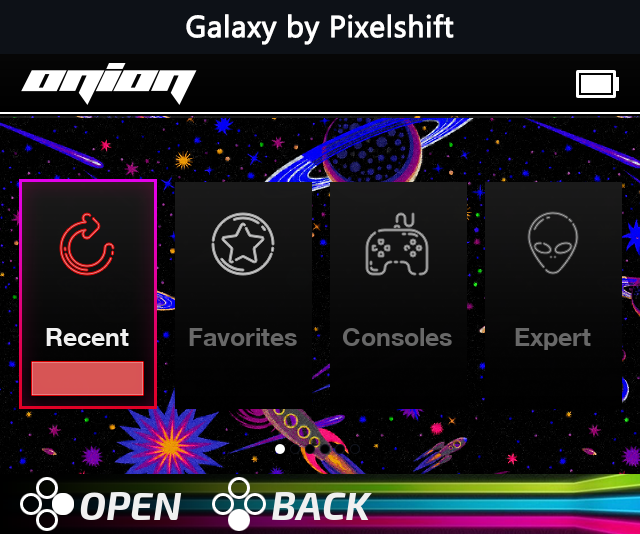 Galaxy by Pixelshift
onion
Recent
Favorites
Consoles
Expert
OPEN
BACK